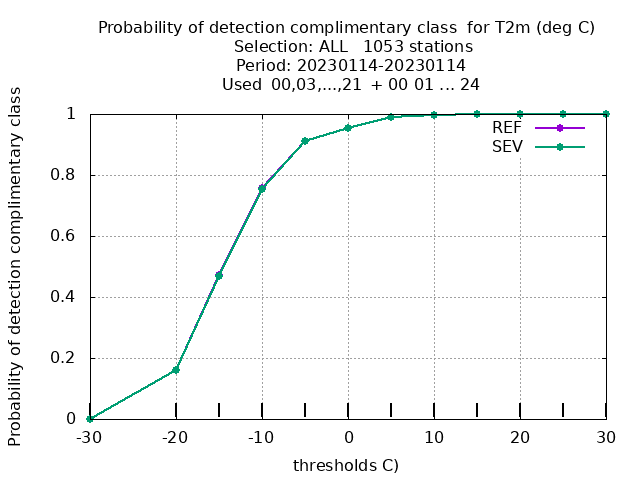 Probability of detection complimentary class  for T2m (deg C)
Selection: ALL   1053 stations
Period: 20230114-20230114
Used  00,03,...,21  + 00 01 ... 24
Probability of detection complimentary class
1
0.8
0.6
0.4
0.2
0
REF
SEV
-30
-20
-10
0
10
20
30
thresholds C)